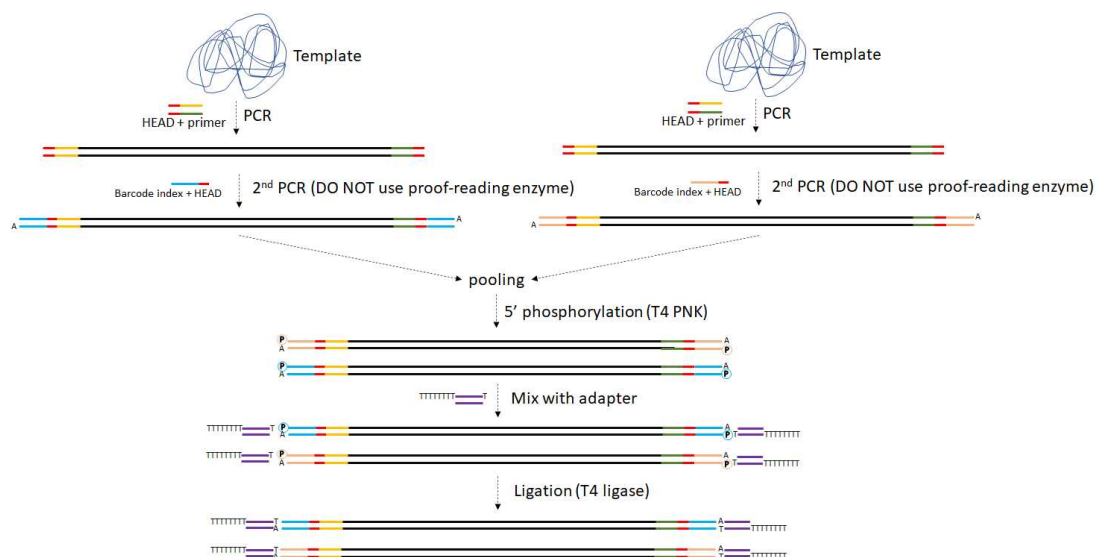 Template
Template
PCR
PCR
HEAD + primer
HEAD + primer
2nd PCR (DO NOT use proof-reading enzyme)
2nd PCR (DO NOT use proof-reading enzyme)
Barcode index + HEAD
Barcode index + HEAD
A
A
A
A
pooling
5’ phosphorylation (T4 PNK)
P A
A P
P A
A P
TTTTTTTT T
Mix with adapter
TTTTTTTT T P A
A P T TTTTTTTT
TTTTTTTT T P A
A P T TTTTTTTT
Ligation (T4 ligase)
TTTTTTTT T A
A T TTTTTTTT
TTTTTTTT T A
A T TTTTTTTT